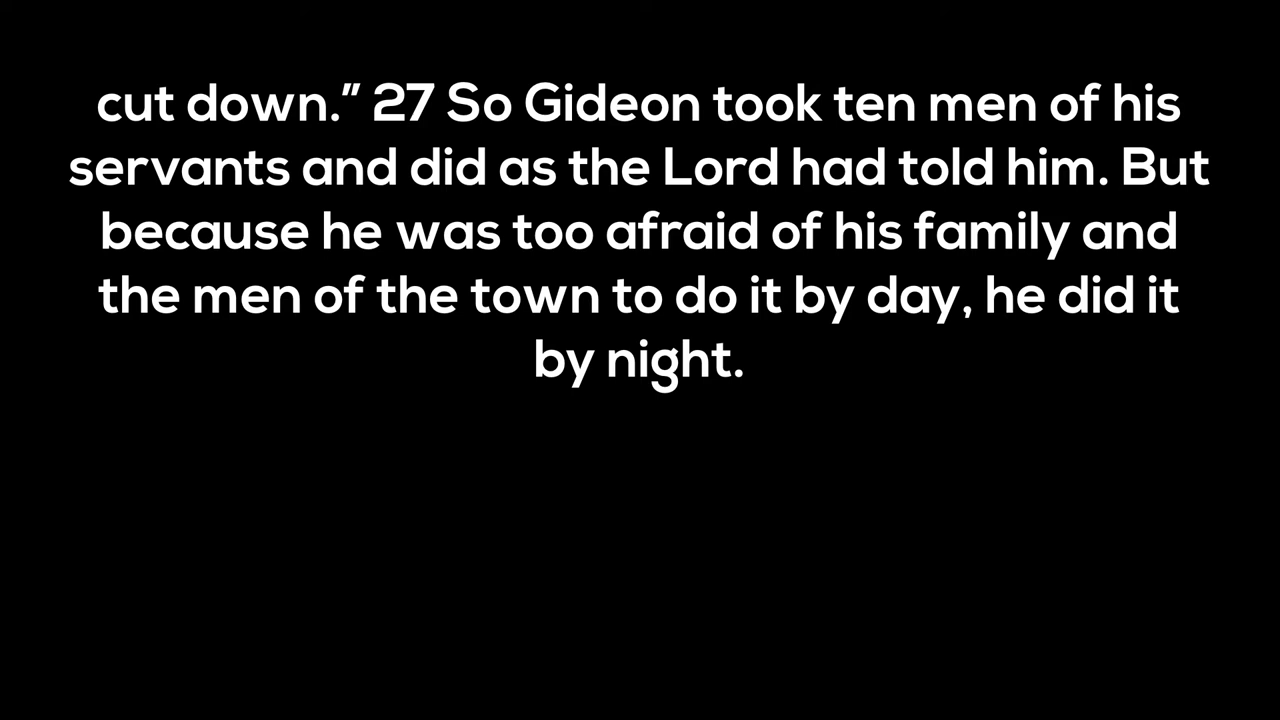 cut down.” 27 So Gideon took ten men of his
servants and did as the Lord had told him. But
because he was too afraid of his family and
the men of the town to do it by day, he did it
by night.